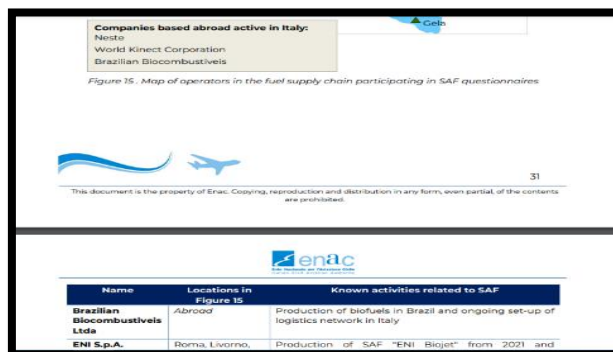 Gela
Companies based abroad active in Italy:
Neste
World Kinect Corporation
Brazilian Biocombustiveis
Figure 15. Map of operators in the fuel supply chain participating in SAF questionnaires
31
This document is the property of Enac. Copying, reproduction and distribution in any form, even partial, of the contents
are prohibited.
enac
Name Locations in Known activities related to SAF
Figure 15
Brazilian Abroad Production of biofuels in Brazil and ongoing set-up of
Biocombustiveis logistics network in Italy
Ltda
ENI S.p.A. Roma, Livorno, Production of SAF "ENI Biojet" from 2021 and